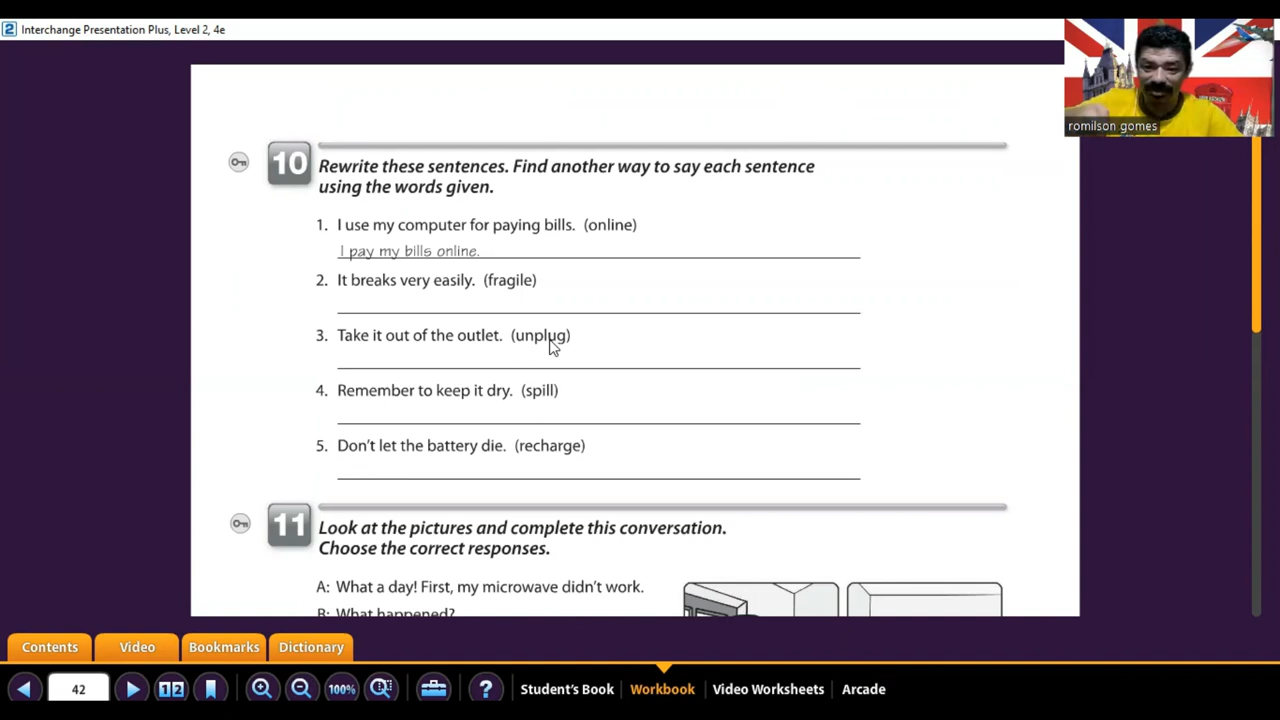 Interchange Presentation Plus, Level 2, 4e
romilson gomes
10 Rewrite these sentences. Find another way to say each sentence
using the words given.
1. I use my computer for paying bills. (online)
I pay my bills online.
2. It breaks very easily. (fragile)
3. Take it out of the outlet. (unplug)
4. Remember to keep it dry. (spill)
5. Don't let the battery die. (recharge)
11 Look at the pictures and complete this conversation.
Choose the correct responses.
A: What a day! First, my microwave didn't work.
B: What happened?
Contents Video Bookmarks Dictionary
42 1 2 100% ? Student's Book Workbook Video Worksheets Arcade